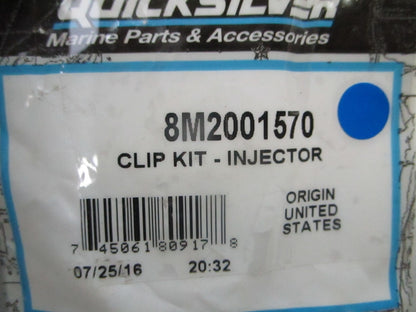 QUICKSILVER
Marine Parts & Accessories
8M2001570
CLIP KIT - INJECTOR
ORIGIN
UNITED
STATES
7 45061 80917 8
07/25/16 20:32